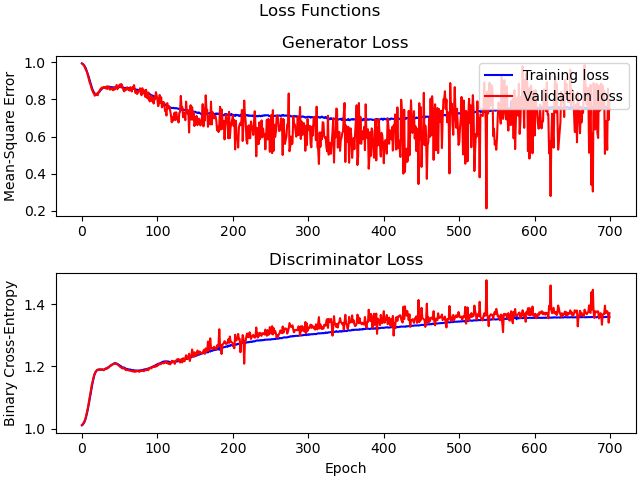 Loss Functions
Generator Loss
Mean-Square Error
1.0
0.8
0.6
0.4
0.2
Training loss
Validation loss
0 100 200 300 400 500 600 700
Discriminator Loss
Binary Cross-Entropy
1.4
1.2
1.0
0 100 200 300 400 500 600 700
Epoch